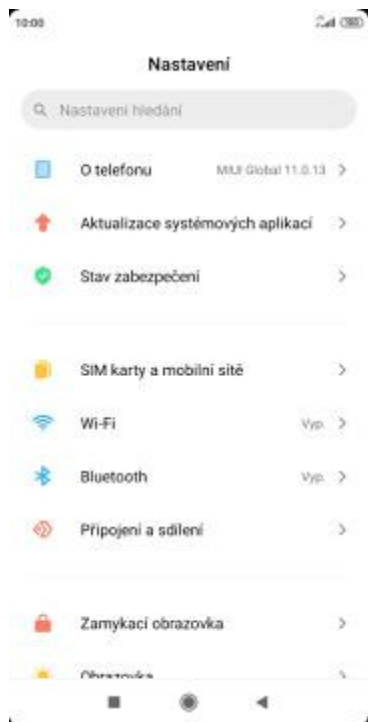 10:00
Nastavení
Nastavení hledání
O telefonu MIUI Global 11.0.13
Aktualizace systémových aplikací
Stav zabezpečení
SIM karty a mobilní sítě
Wi-Fi Vyp.
Bluetooth Vyp.
Připojení a sdílení
Zamykací obrazovka
Obrazovka